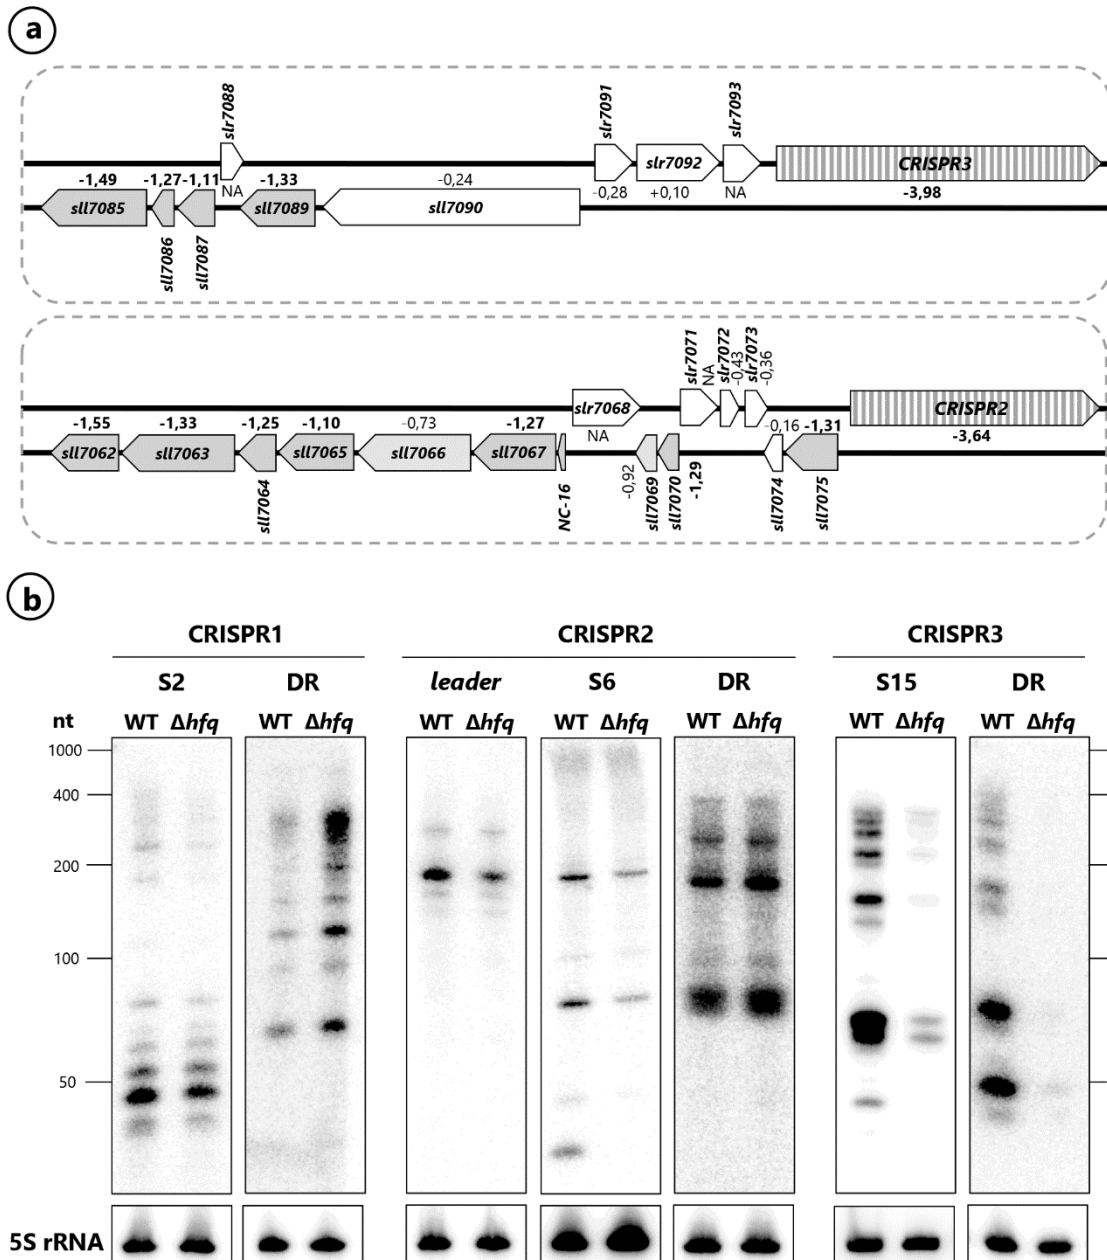 a
slr7088
slr7091
slr7093
slr7092
CRISPR3
-1,49
-1,27
-1,11
NA
-1,33
-0,24
-0,28
+0,10
NA
-3,98
sll7085
sll7089
sll7090
sll7086
sll7087
slr7071
NA
slr7072
-0,43
slr7073
-0,36
slr7068
CRISPR2
-1,55
-1,33
-1,25
-1,10
-0,73
-1,27
NA
-0,16
-1,31
-3,64
sll7062
sll7063
sll7065
sll7066
sll7067
sll7064
NC-16
-0,92
sll7069
sll7070
-1,29
sll7074
sll7075
b
CRISPR1 CRISPR2 CRISPR3
S2 DR leader S6 DR S15 DR
nt WT Δhfq WT Δhfq WT Δhfq WT Δhfq WT Δhfq WT Δhfq WT Δhfq
1000
400
200
100
50
5S rRNA